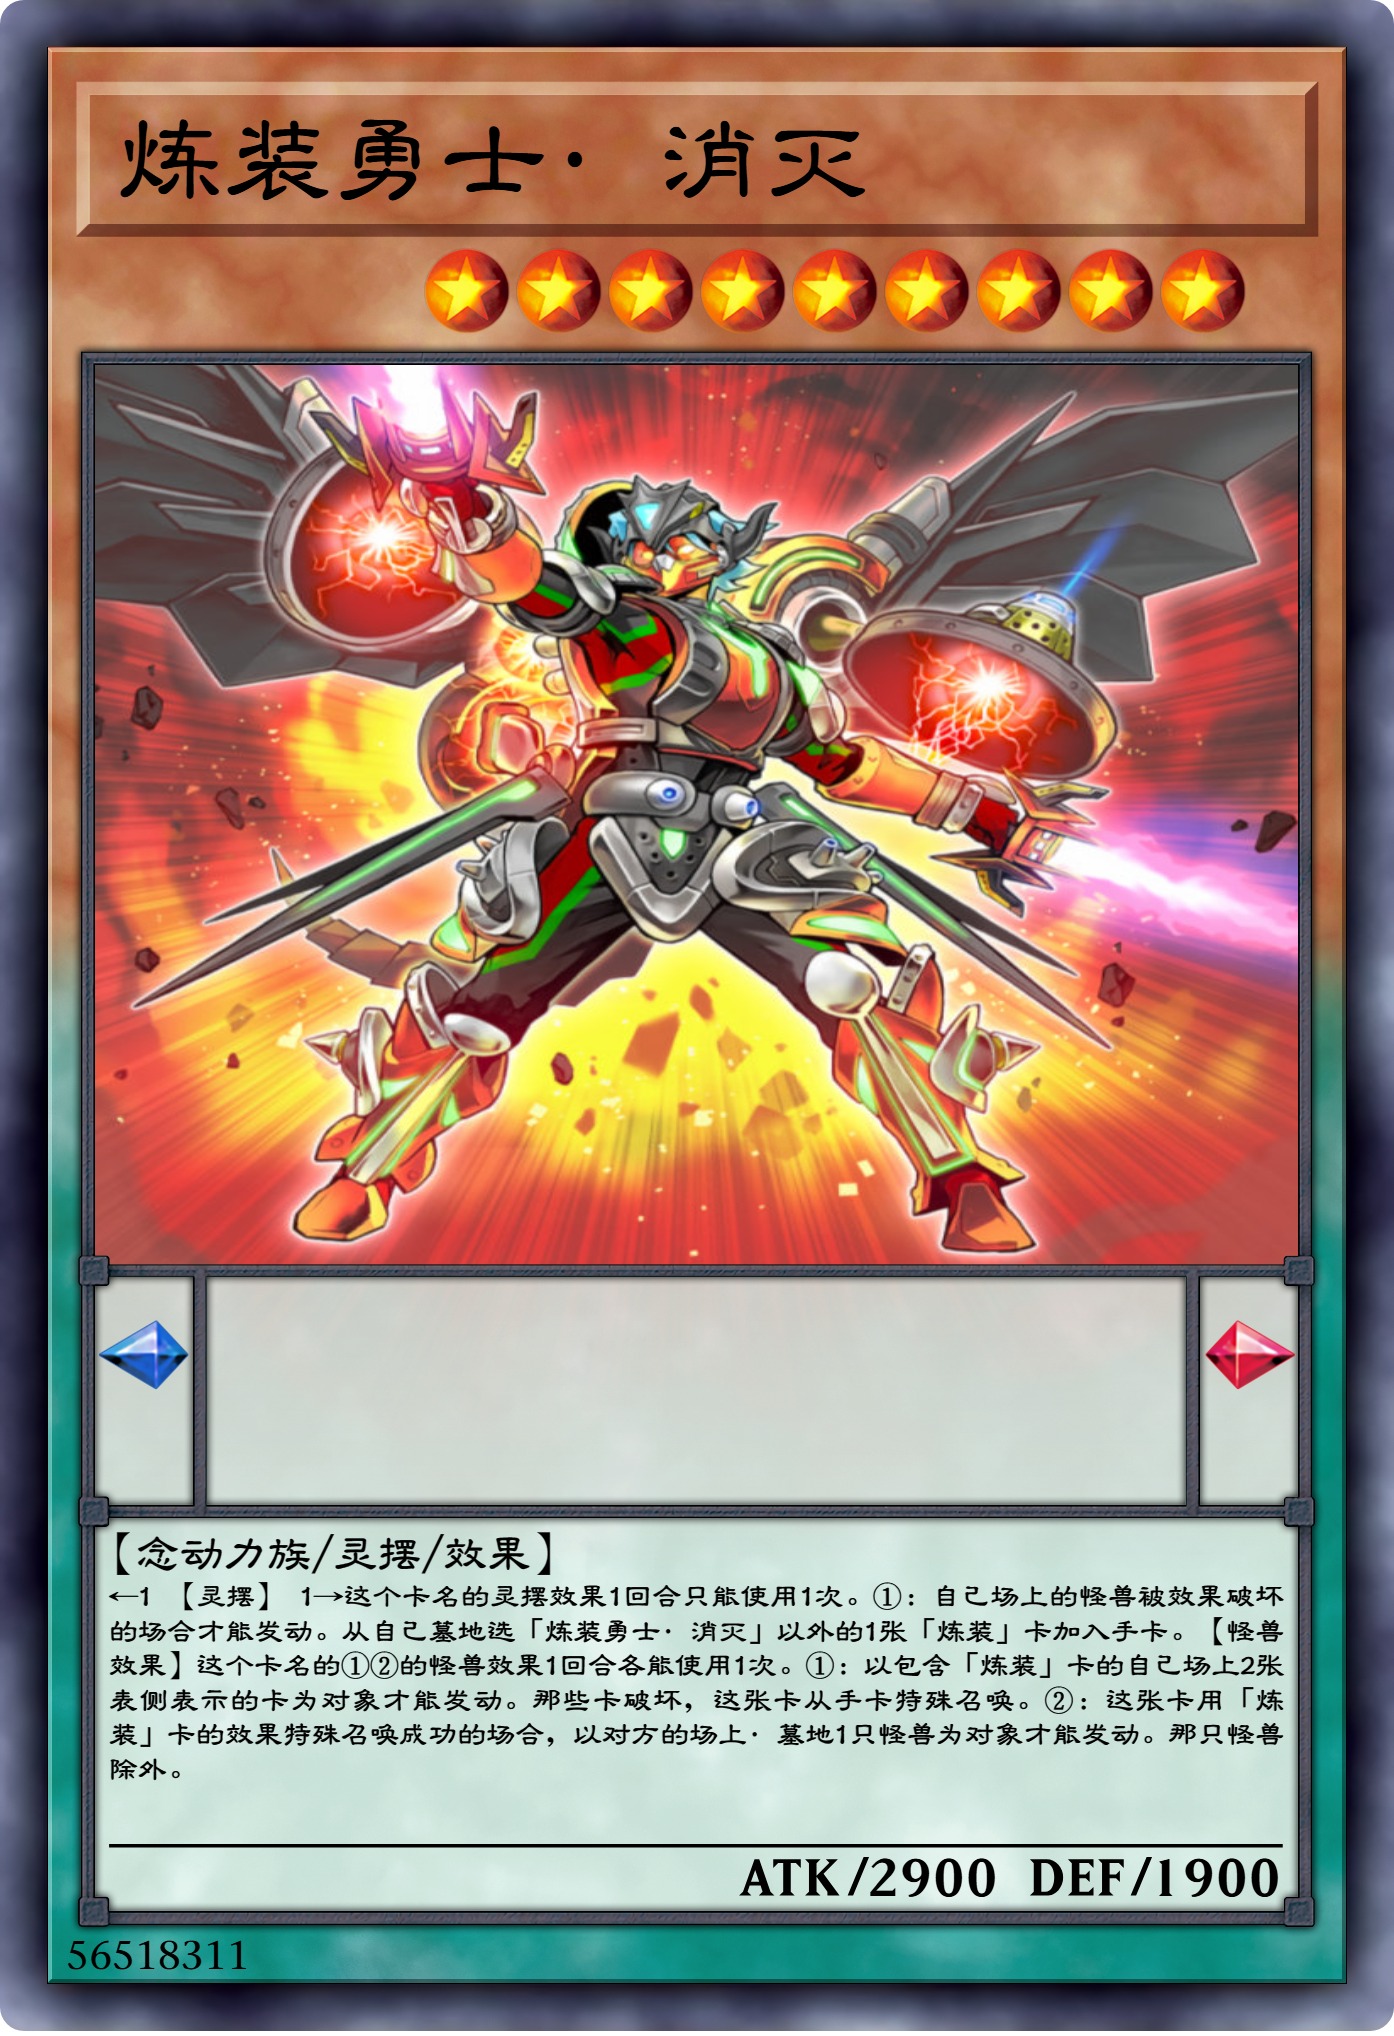 炼装勇士·消灭
【念动力族/灵摆/效果】
←1 【灵摆】 1→这个卡名的灵摆效果1回合只能使用1次。①：自己场上的怪兽被效果破坏
的场合才能发动。从自己墓地选「炼装勇士·消灭」以外的1张「炼装」卡加入手卡。【怪兽
效果】这个卡名的①②的怪兽效果1回合各能使用1次。①：以包含「炼装」卡的自己场上2张
表侧表示的卡为对象才能发动。那些卡破坏，这张卡从手卡特殊召唤。②：这张卡用「炼
装」卡的效果特殊召唤成功的场合，以对方的场上·墓地1只怪兽为对象才能发动。那只怪兽
除外。
ATK/2900 DEF/1900
56518311